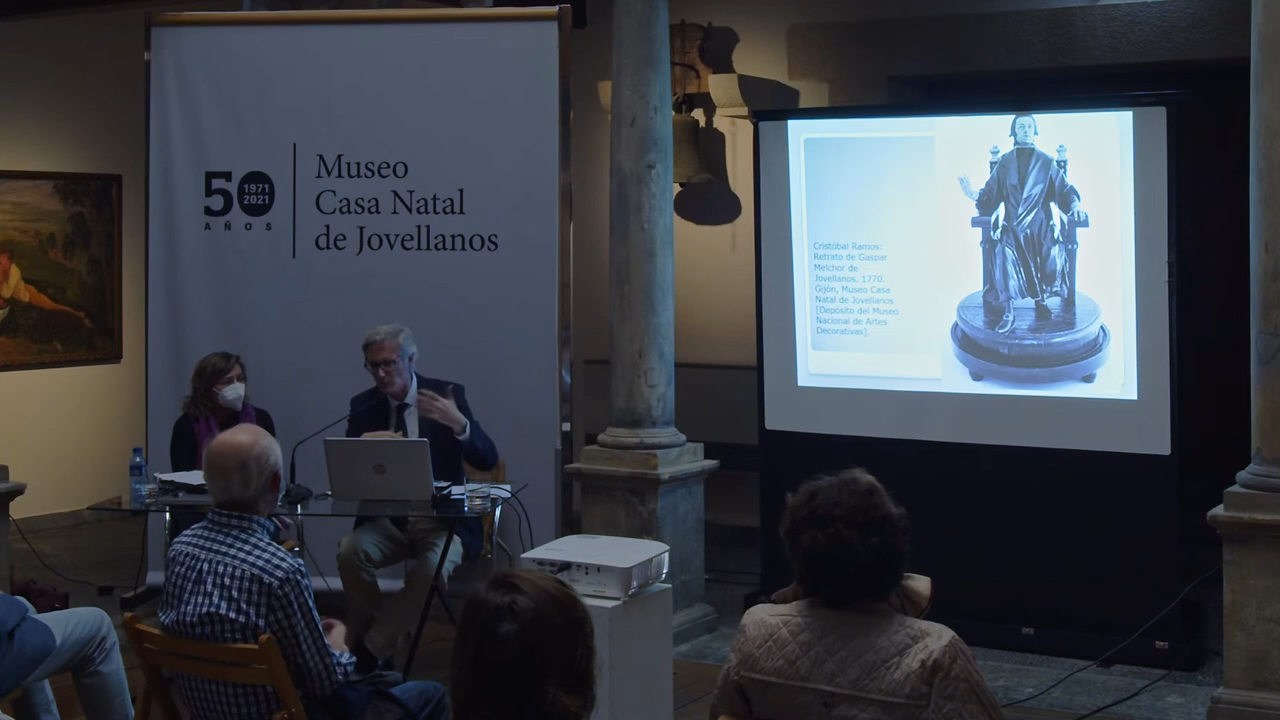 50
1971
2021
AÑOS
Museo
Casa Natal
de Jovellanos
Cristóbal Ramos:
Retrato de Gaspar
Melchor de
Jovellanos. 1770.
Gijón, Museo Casa
Natal de Jovellanos
[Depósito del Museo
Nacional de Artes
Decorativas].
hp